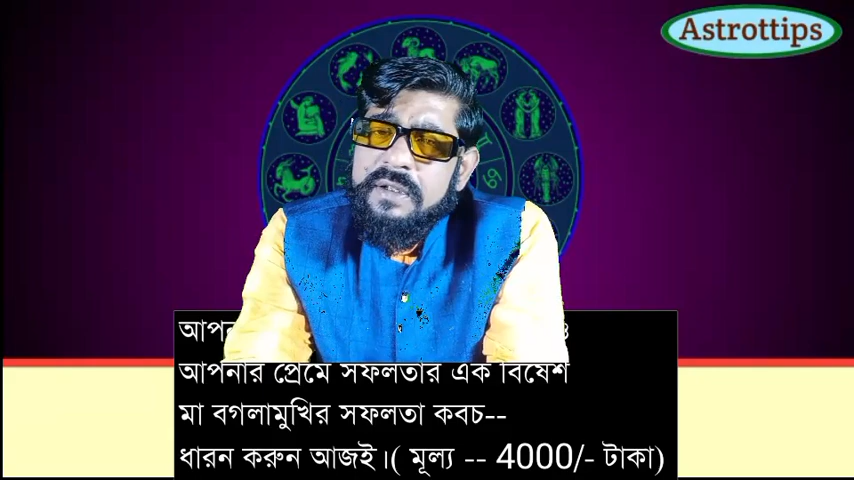 Astrottips
আপনার প্রেমে সফলতার এক বিষেশ
মা বগলামুখির সফলতা কবচ--
ধারন করুন আজই।( মূল্য -- 4000/- টাকা)